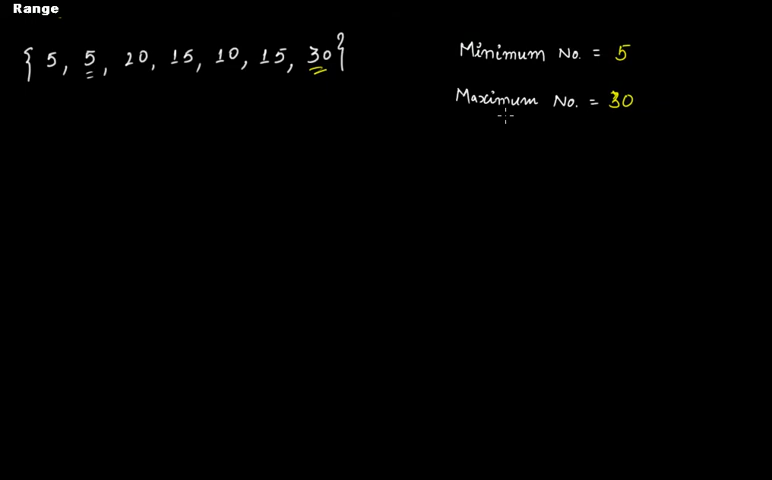 Range
{ 5, 5, 20, 15, 10, 15, 30}
Minimum No. = 5
Maximum No. = 30